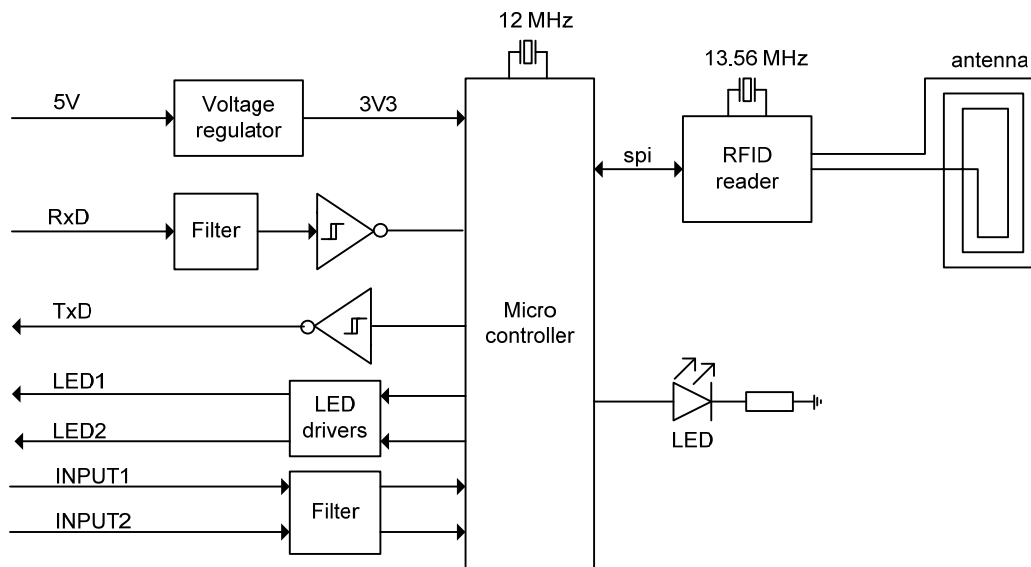 12 MHz
13.56 MHz
antenna
5V
Voltage
regulator
3V3
spi
RFID
reader
RxD
Filter
TxD
Micro
controller
LED1
LED
drivers
LED2
LED
INPUT1
Filter
INPUT2